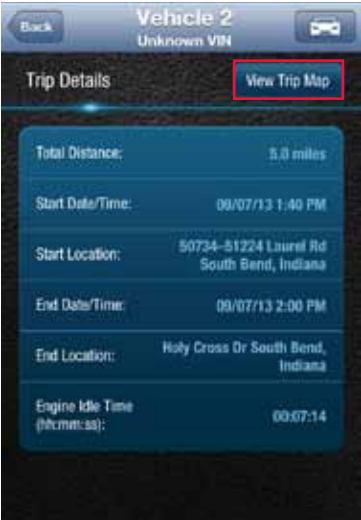 Back
Vehicle 2
Unknown VIN
Trip Details
View Trip Map
Total Distance:
5.0 miles
Start Date/Time:
09/07/13 1:40 PM
Start Location:
50734–51224 Laurel Rd
South Bend, Indiana
End Date/Time:
09/07/13 2:00 PM
End Location:
Holy Cross Dr South Bend,
Indiana
Engine Idle Time
(hh:mm:ss):
00:07:14